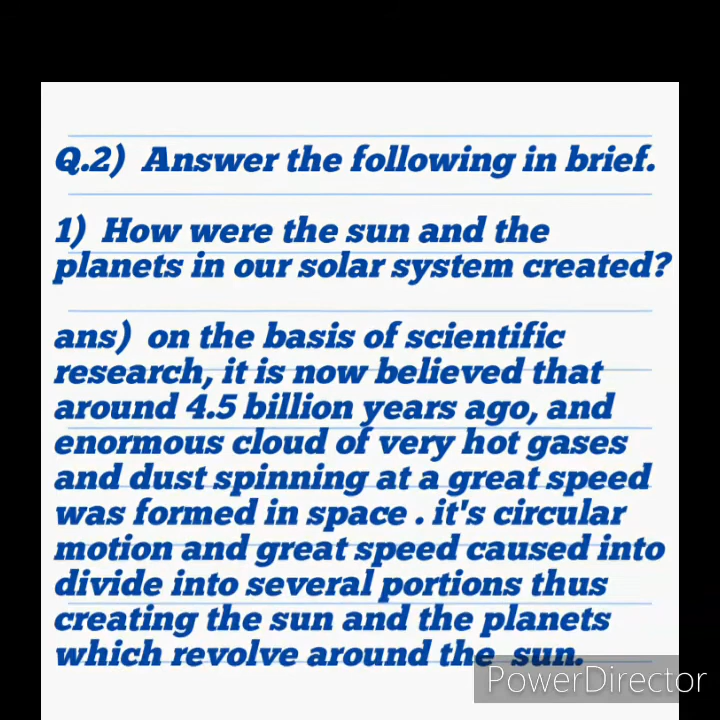 Q.2) Answer the following in brief.
1) How were the sun and the
planets in our solar system created?
ans) on the basis of scientific
research, it is now believed that
around 4.5 billion years ago, and
enormous cloud of very hot gases
and dust spinning at a great speed
was formed in space . it's circular
motion and great speed caused into
divide into several portions thus
creating the sun and the planets
which revolve around the sun.
PowerDirector